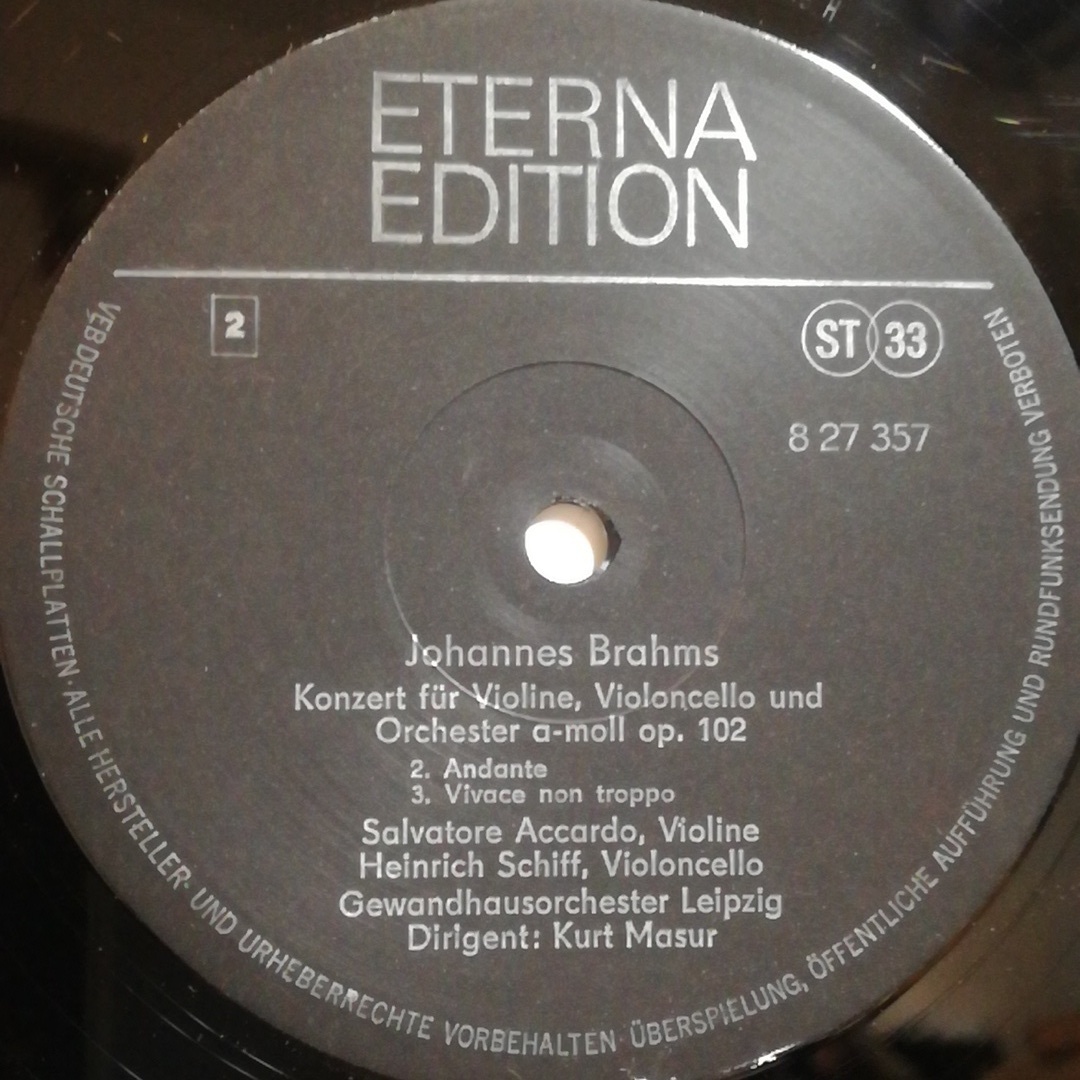 ETERNA
EDITION
2
ST 33
8 27 357
Johannes Brahms
Konzert für Violine, Violoncello und
Orchester a-moll op. 102
2. Andante
3. Vivace non troppo
Salvatore Accardo, Violine
Heinrich Schiff, Violoncello
Gewandhausorchester Leipzig
Dirigent: Kurt Masur
VEB DEUTSCHE SCHALLPLATTEN · ALLE HERSTELLER- UND URHEBERRECHTE VORBEHALTEN · ÜBERSPIELUNG, ÖFFENTLICHE AUFFÜHRUNG UND RUNDFUNKSENDUNG VERBOTEN